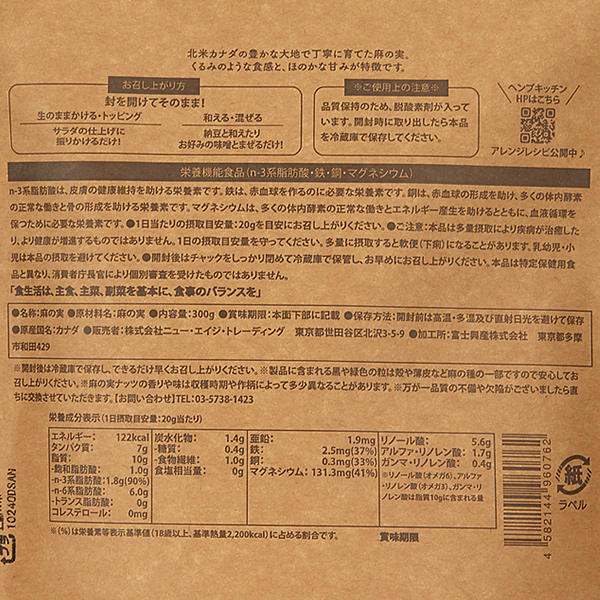 北米カナダの豊かな大地で丁寧に育てた麻の実。
くるみのような食感と、ほのかな甘みが特徴です。
お召し上がり方
封を開けてそのまま!
生のままかける・トッピング
サラダの仕上げに
振りかけるだけ!
和える・混ぜる
納豆と和えたり
お好みの味噌とまぜるだけ!
※ご使用上の注意※
品質保持のため、脱酸素剤が入って
います。開封時に取り出したら本品
を冷蔵庫で保存してください。
ヘンプキッチン
HPはこちら
アレンジレシピ公開中♪
栄養機能食品(n-3系脂肪酸・鉄・銅・マグネシウム)
n-3系脂肪酸は、皮膚の健康維持を助ける栄養素です。鉄は、赤血球を作るのに必要な栄養素です。銅は、赤血球の形成を助け、多くの体内酵素
の正常な働きと骨の形成を助ける栄養素です。マグネシウムは、多くの体内酵素の正常な働きとエネルギー産生を助けるとともに、血液循環を正常に
保つために必要な栄養素です。●1日当たりの摂取目安量:20gを目安にお召し上がりください。●ご注意:本品は多量摂取により疾病が治癒した
り、より健康が増進するものではありません。1日の摂取目安量を守ってください。多量に摂取すると軟便(下痢)になることがあります。乳幼児・小
児は本品の摂取を避けてください。●開封後はチャックをしっかり閉めて冷蔵庫で保管し、お早めにお召し上がりください。本品は特定保健用食
品と異なり、消費者庁長官により個別審査を受けたものではありません。
「食生活は、主食、主菜、副菜を基本に、食事のバランスを」
●名称:麻の実 ●原材料名:麻の実 ●内容量:300g ●賞味期限:本面下部に記載 ●保存方法:開封前は高温・多湿及び直射日光を避けて保存
●原産国名:カナダ ●販売者:株式会社ニュー・エイジ・トレーディング 東京都世田谷区北沢3-5-9 ●加工所:富士興産株式会社 東京都多摩
市和田429
※開封後は冷蔵庫で保存し、できるだけ早くお召し上がりください。※製品に含まれる黒や緑色の粒は殻や薄皮など麻の種の一部ですので安心してお
召し上がりください。※麻の実ナッツの香りや味は収穫時期や作柄によって多少異なることがあります。※万が一品質の不備や欠陥がございましたら直
ちに交換させていただきます。【お問い合わせ】TEL:03-5738-1423
栄養成分表示(1日摂取目安量:20g当たり)
エネルギー: 122kcal
タンパク質: 7g
脂質: 10g
-飽和脂肪酸: 1.0g
-n-3系脂肪酸:1.8g(90%)
-n-6系脂肪酸: 6.0g
-トランス脂肪酸: 0g
コレステロール: 0mg
炭水化物: 1.4g
-糖質: 0.4g
-食物繊維: 1.0g
食塩相当量: 0g
亜鉛: 1.9mg
鉄: 2.5mg(37%)
銅: 0.3mg(33%)
マグネシウム: 131.3mg(41%)
リノール酸: 5.6g
アルファ・リノレン酸: 1.7g
ガンマ・リノレン酸: 0.4g
※リノール酸(オメガ6)、アルファ
・リノレン酸(オメガ3)、ガンマ・リ
ノレン酸は脂質10gに含まれる量
※(%)は栄養素等表示基準値(18歳以上、基準熱量2,200kcal)に占める割合です。
賞味期限
4 582144 960762
紙
ラベル
プラ
10240DSAN